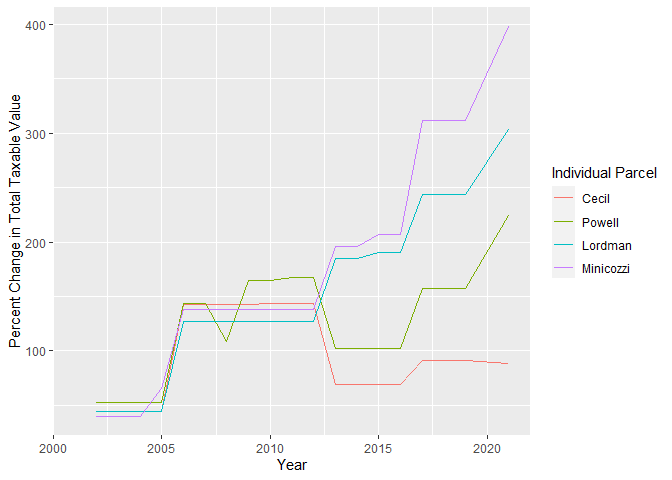 400
300
200
100
Percent Change in Total Taxable Value
2000
2005
2010
2015
2020
Year
Individual Parcel
Cecil
Powell
Lordman
Minicozzi